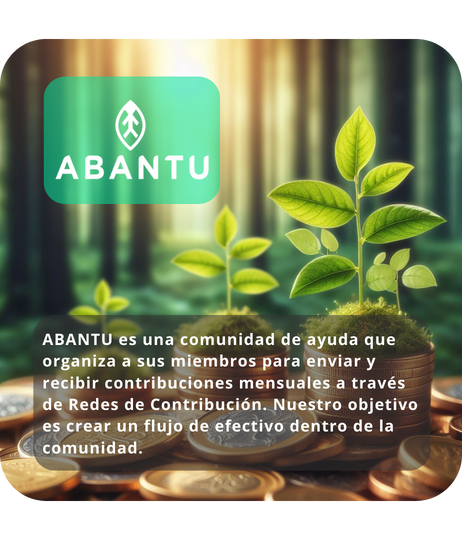 ABANTU
ABANTU es una comunidad de ayuda que
organiza a sus miembros para enviar y
recibir contribuciones mensuales a través
de Redes de Contribución. Nuestro objetivo
es crear un flujo de efectivo dentro de la
comunidad.